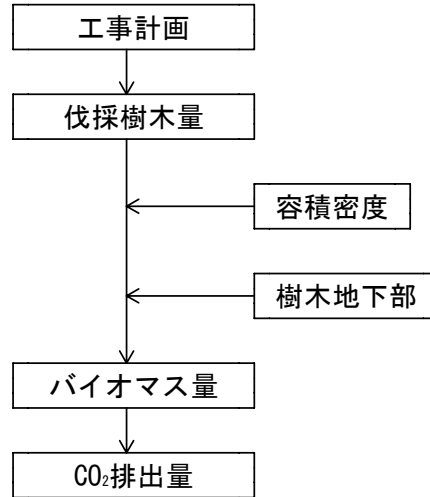 工事計画
伐採樹木量
容積密度
樹木地下部
バイオマス量
CO₂排出量